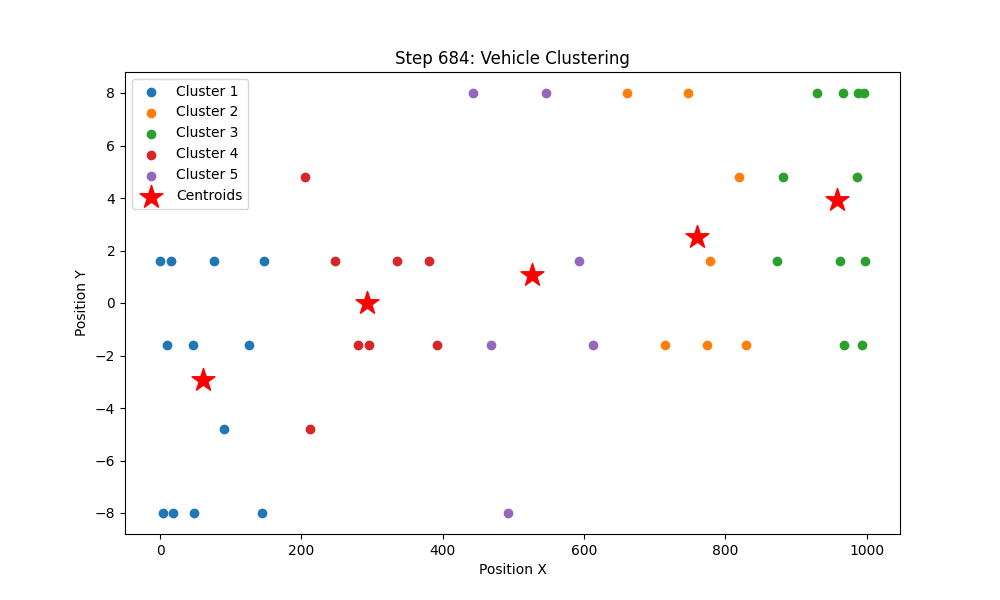 Step 684: Vehicle Clustering
Cluster 1
Cluster 2
Cluster 3
Cluster 4
Cluster 5
Centroids
Position Y
8
6
4
2
0
−2
−4
−6
−8
0 200 400 600 800 1000
Position X